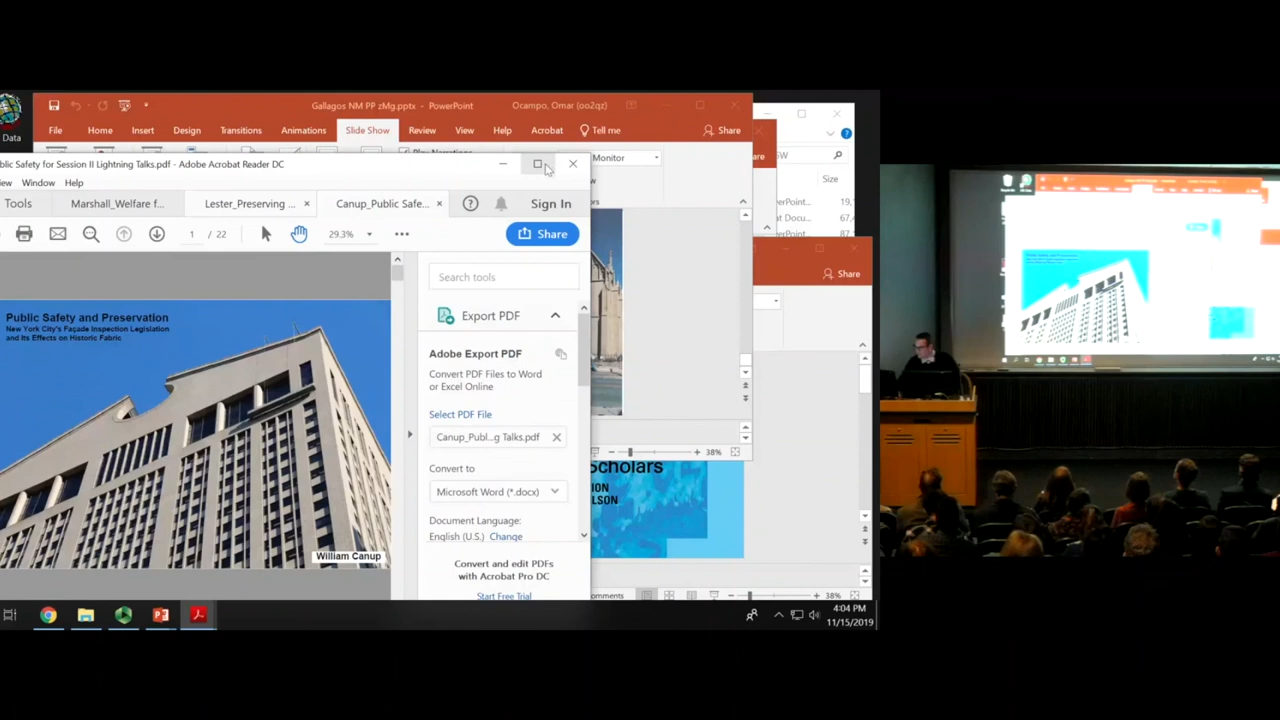 Data
Gallagos NM PP zMg.pptx - PowerPoint
Ocampo, Omar (oo2qz)
File
Home
Insert
Design
Transitions
Animations
Slide Show
Review
View
Help
Acrobat
Tell me
Share
blic Safety for Session II Lightning Talks.pdf - Adobe Acrobat Reader DC
Monitor
Size
ew Window Help
Tools
Marshall_Welfare f...
Lester_Preserving ...
Canup_Public Safe...
Sign In
1 / 22
29.3%
Share
Share
Search tools
Export PDF
Adobe Export PDF
Convert PDF Files to Word
or Excel Online
Select PDF File
Canup_Publ...g Talks.pdf
Convert to
Microsoft Word (*.docx)
Document Language:
English (U.S.) Change
Convert and edit PDFs
with Acrobat Pro DC
Start Free Trial
Public Safety and Preservation
New York City's Façade Inspection Legislation
and Its Effects on Historic Fabric
William Canup
38%
Scholars
ION
LSON
omments
38%
4:04 PM
11/15/2019